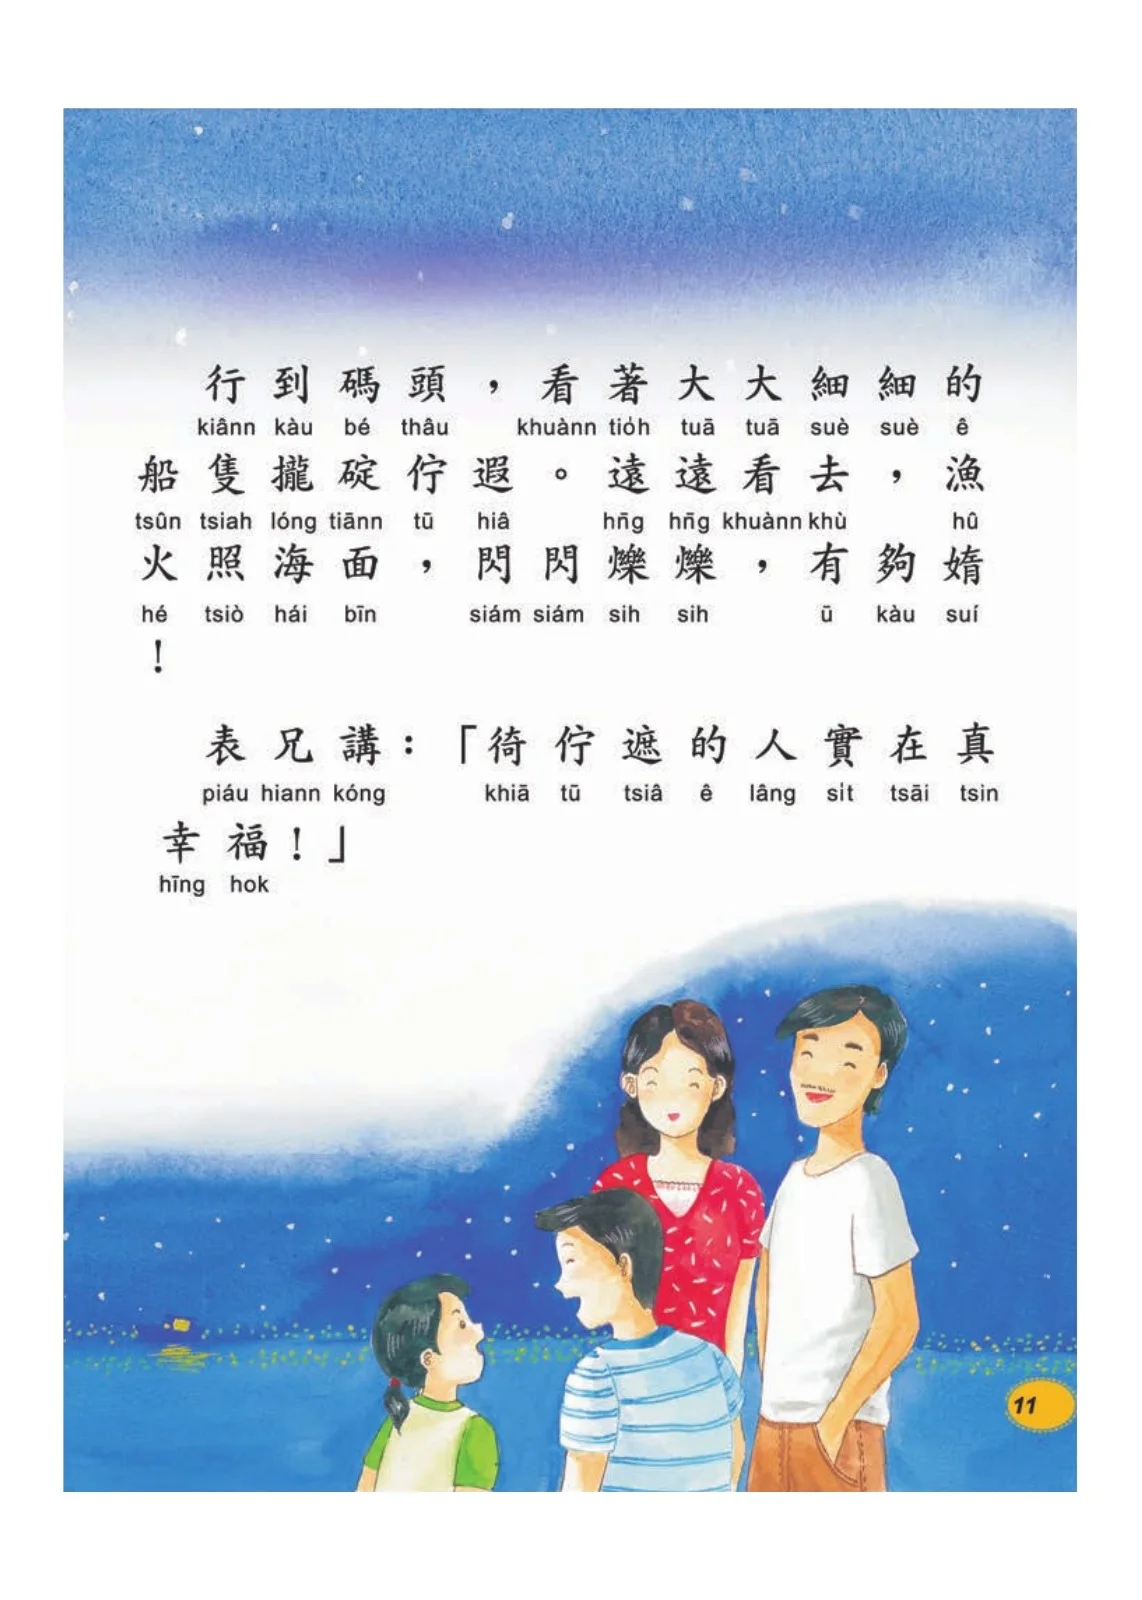 行到碼頭，看著大大細細的
kiânn kàu bé thâu khuànn tio̍h tuā tuā suè suè ê
船隻攏碇佇遐。遠遠看去，漁
tsûn tsiah lóng tiānn tū hiâ hn̄g hn̄g khuànn khù hû
火照海面，閃閃爍爍，有夠媠
hé tsiò hái bīn siám siám sih sih ū kàu suí
！
表兄講：「徛佇遮的人實在真
piáu hiann kóng khiā tū tsiâ ê lâng si̍t tsāi tsin
幸福！」
hīng hok
11